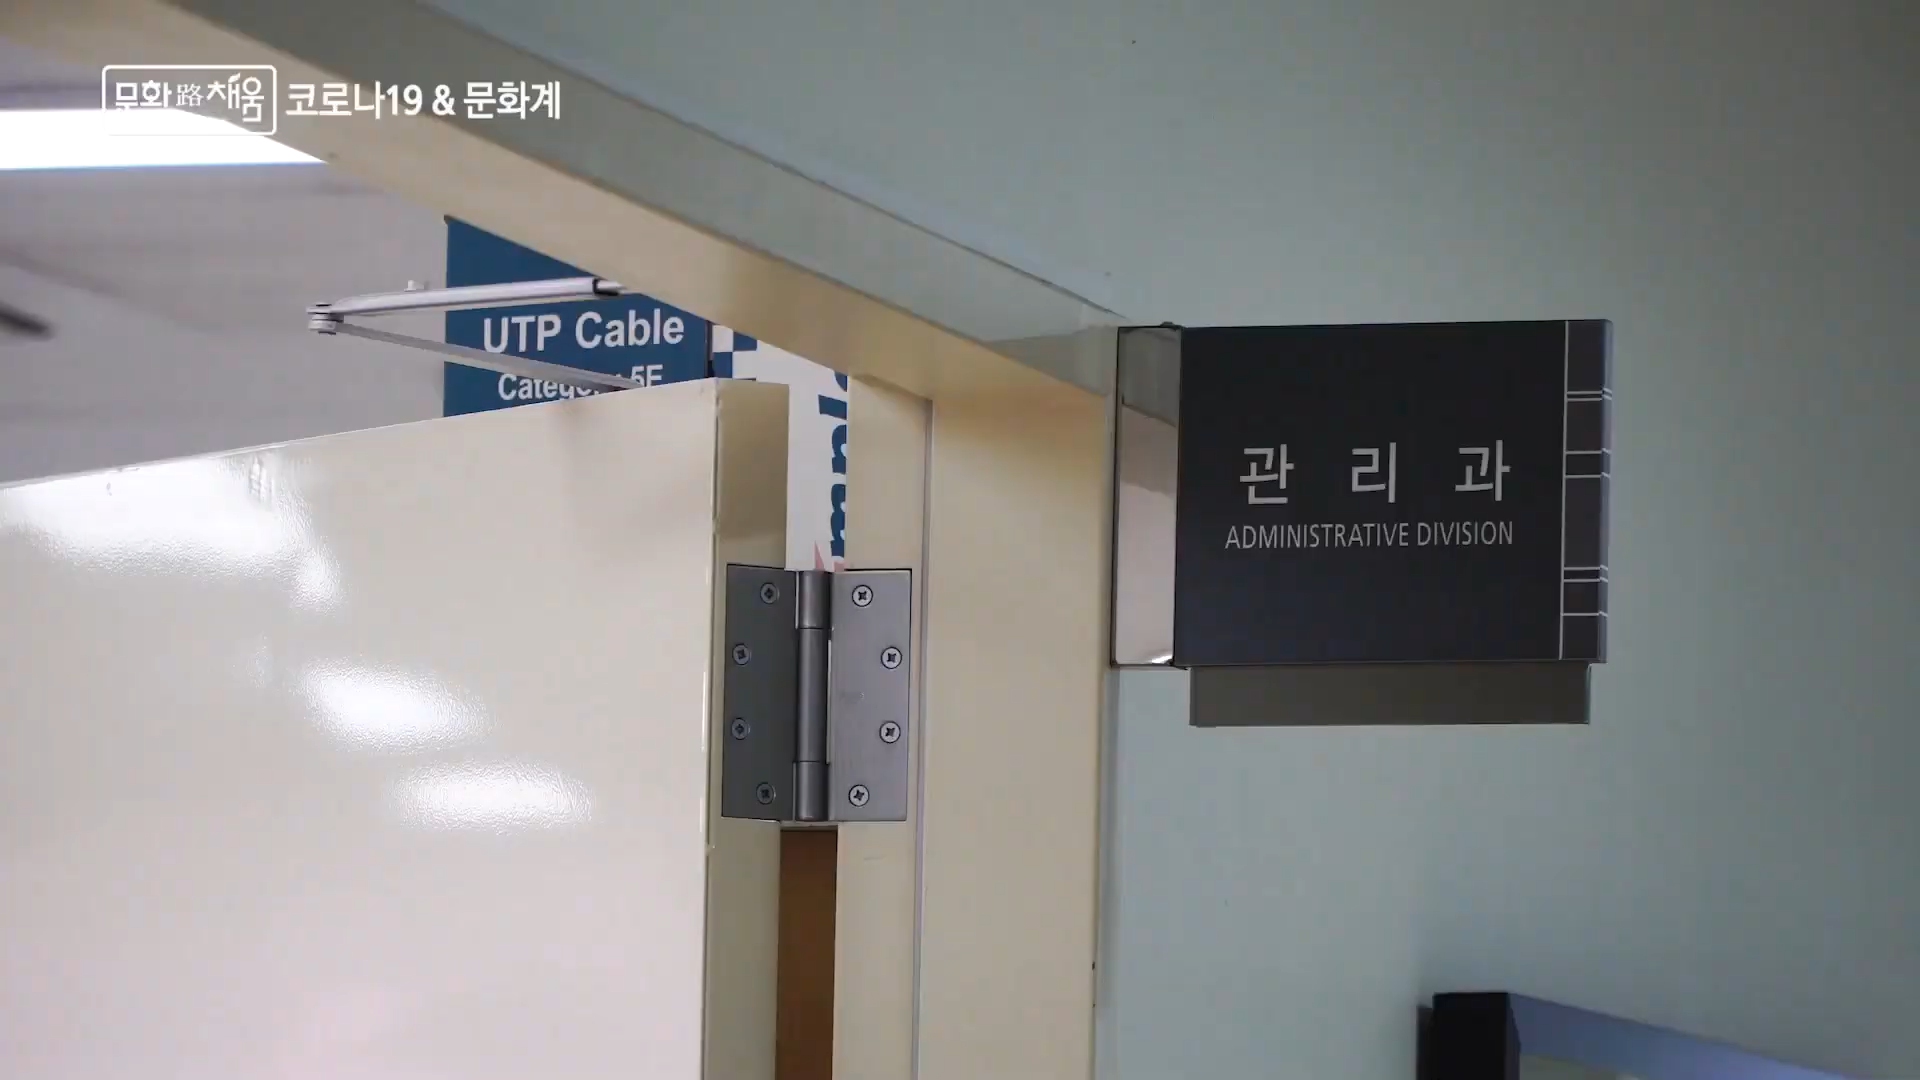 문화路채움 코로나19 & 문화계
UTP Cable
관 리 과
ADMINISTRATIVE DIVISION